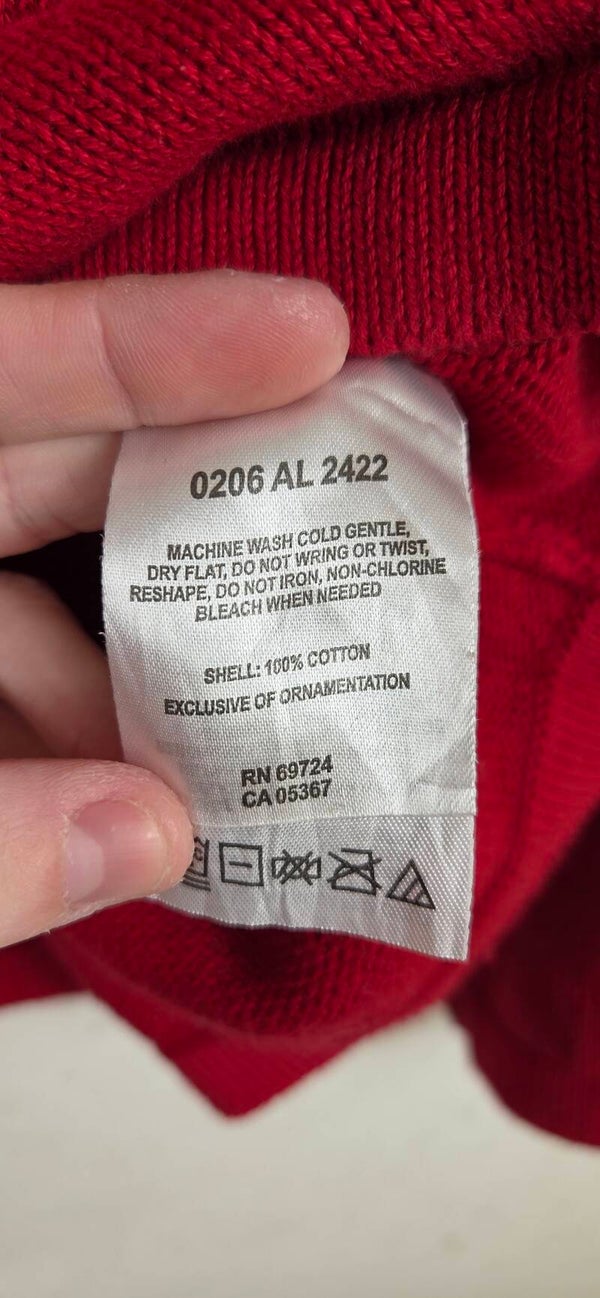 0206 AL 2422
MACHINE WASH COLD GENTLE,
DRY FLAT, DO NOT WRING OR TWIST,
RESHAPE, DO NOT IRON, NON-CHLORINE
BLEACH WHEN NEEDED
SHELL: 100% COTTON
EXCLUSIVE OF ORNAMENTATION
RN 69724
CA 05367